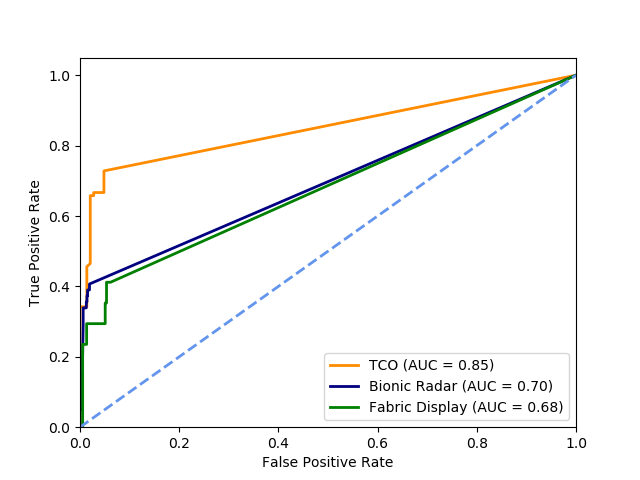 1.0
0.8
0.6
0.4
0.2
0.0
True Positive Rate
TCO (AUC = 0.85)
Bionic Radar (AUC = 0.70)
Fabric Display (AUC = 0.68)
0.0 0.2 0.4 0.6 0.8 1.0
False Positive Rate